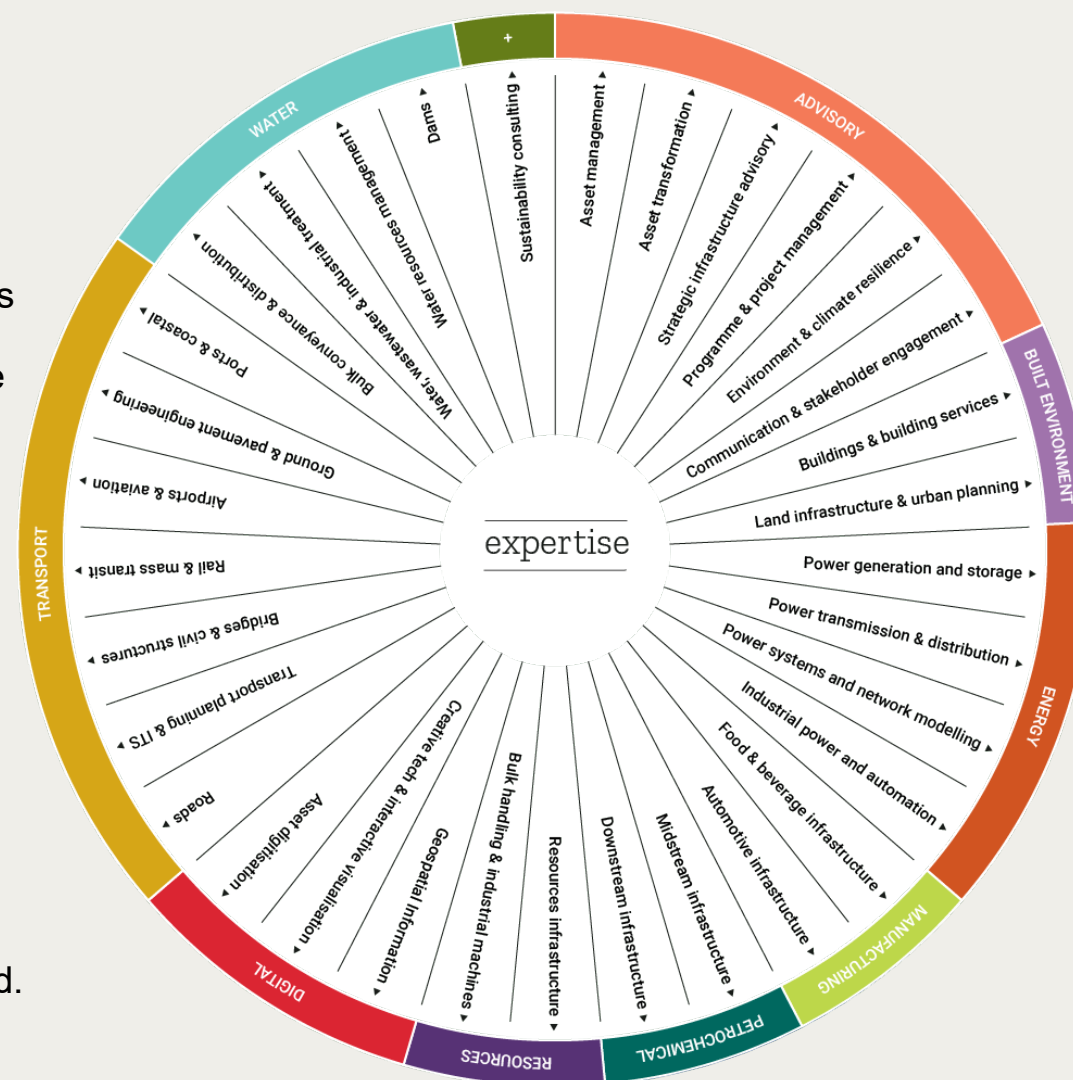 +
ADVISORY
BUILT ENVIRONMENT
ENERGY
MANUFACTURING
PETROCHEMICAL
RESOURCES
DIGITAL
TRANSPORT
WATER
Sustainability consulting
Asset management
Asset transformation
Strategic infrastructure advisory
Programme & project management
Environment & climate resilience
Communication & stakeholder engagement
Buildings & building services
Land infrastructure & urban planning
Power generation and storage
Power transmission & distribution
Power systems and network modelling
Industrial power and automation
Food & beverage infrastructure
Automotive infrastructure
Midstream infrastructure
Downstream infrastructure
Resources infrastructure
Bulk handling & industrial machines
Geospatial Information
Creative tech & interactive visualisation
Asset digitisation
Roads
Transport planning & ITS
Bridges & civil structures
Rail & mass transit
Airports & aviation
Ground & pavement engineering
Ports & coastal
Bulk conveyance & distribution
Water, wastewater & industrial treatment
Water resources management
Dams
expertise
s
e
d.